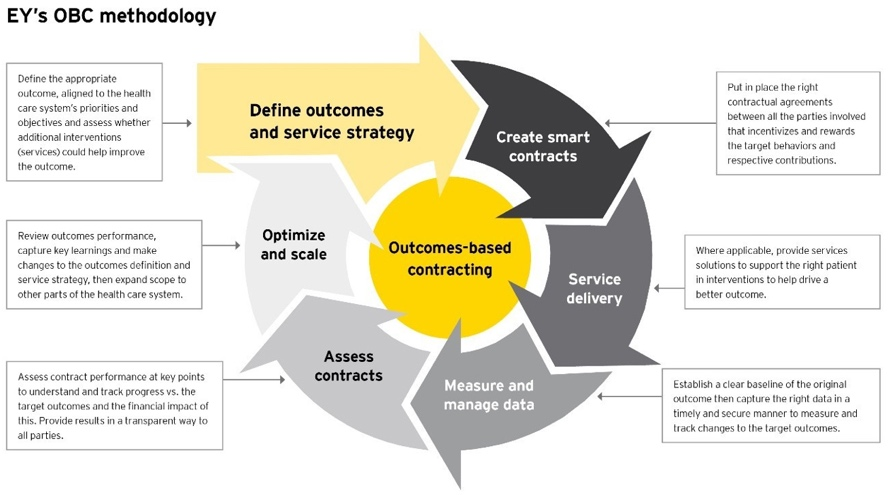 EY's OBC methodology
Define the appropriate
outcome, aligned to the health
care system's priorities and
objectives and assess whether
additional interventions
(services) could help improve
the outcome.
Define outcomes
and service strategy
Create smart
contracts
Put in place the right
contractual agreements
between all the parties involved
that incentivizes and rewards
the target behaviors and
respective contributions.
Review outcomes performance,
capture key learnings and make
changes to the outcomes definition and
service strategy, then expand scope to
other parts of the health care system.
Optimize
and scale
Outcomes-based
contracting
Service
delivery
Where applicable, provide services
solutions to support the right patient
in interventions to help drive a
better outcome.
Assess contract performance at key points
to understand and track progress vs. the
target outcomes and the financial impact of
this. Provide results in a transparent way to
all parties.
Assess
contracts
Measure and
manage data
Establish a clear baseline of the original
outcome then capture the right data in a
timely and secure manner to measure and
track changes to the target outcomes.